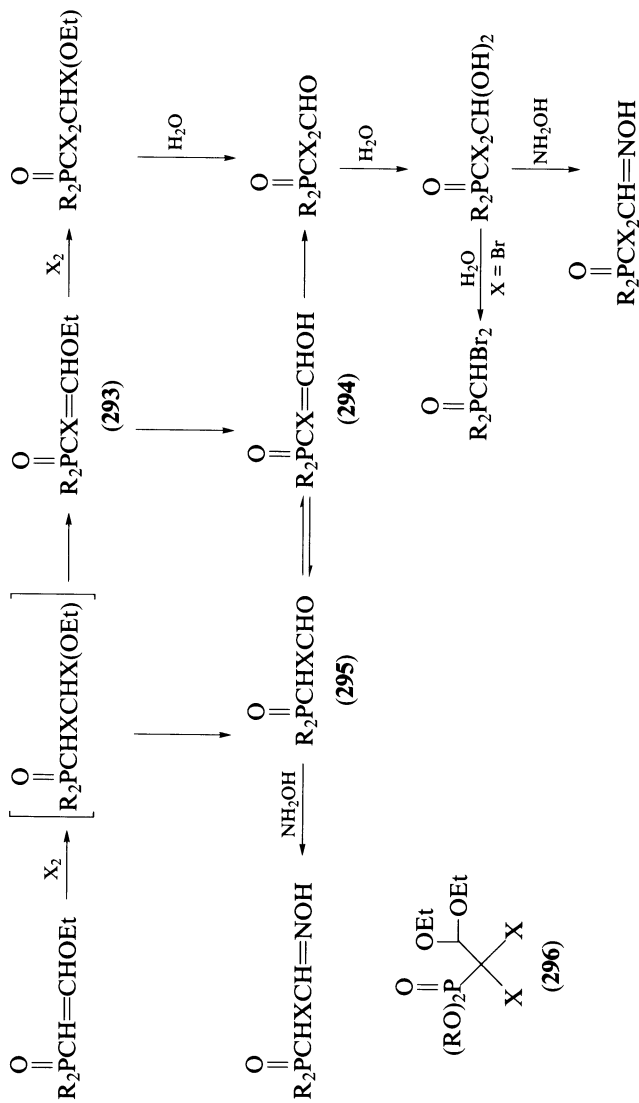 O O O O
R₂PCH=CHOEt X₂ [R₂PCHXCHX(OEt)] R₂PCX=CHOEt X₂ R₂PCX₂CHX(OEt)
(293)
H₂O
O O O
R₂PCHXCH=NOH NH₂OH R₂PCHXCHO R₂PCX=CHOH R₂PCX₂CHO
O
(295) (294)
H₂O
O O
R₂PCHBr₂ H₂O R₂PCX₂CH(OH)₂
X = Br
NH₂OH
O
R₂PCX₂CH=NOH
O OEt
(RO)₂P OEt
X X
(296)